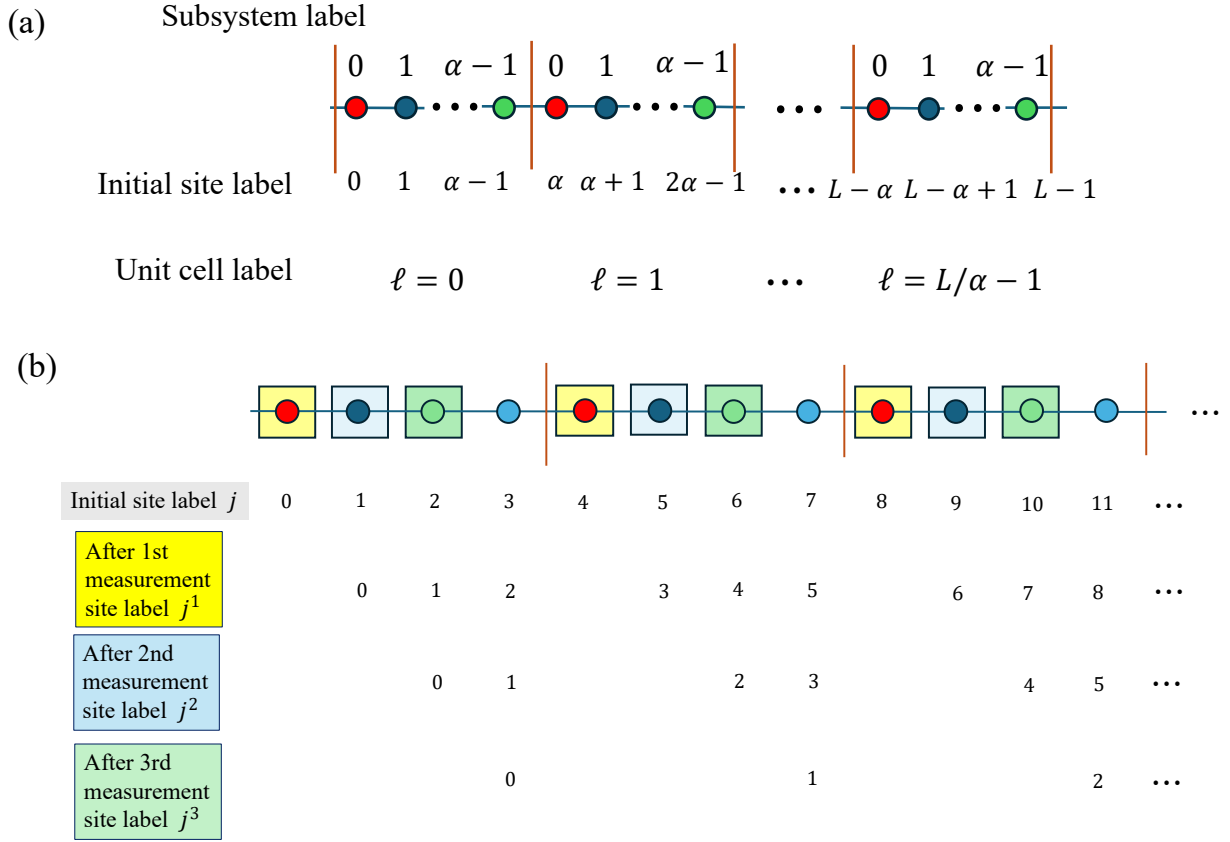 (a)
Subsystem label
0 1 α − 1 0 1 α − 1 0 1 α − 1
Initial site label 0 1 α − 1 α α + 1 2α − 1 ⋯ L − α L − α + 1 L − 1
Unit cell label ℓ = 0 ℓ = 1 ⋯ ℓ = L/α − 1
(b)
Initial site label j 0 1 2 3 4 5 6 7 8 9 10 11 ⋯
After 1st
measurement
site label j¹ 0 1 2 3 4 5 6 7 8 ⋯
After 2nd
measurement
site label j² 0 1 2 3 4 5 ⋯
After 3rd
measurement
site label j³ 0 1 2 ⋯